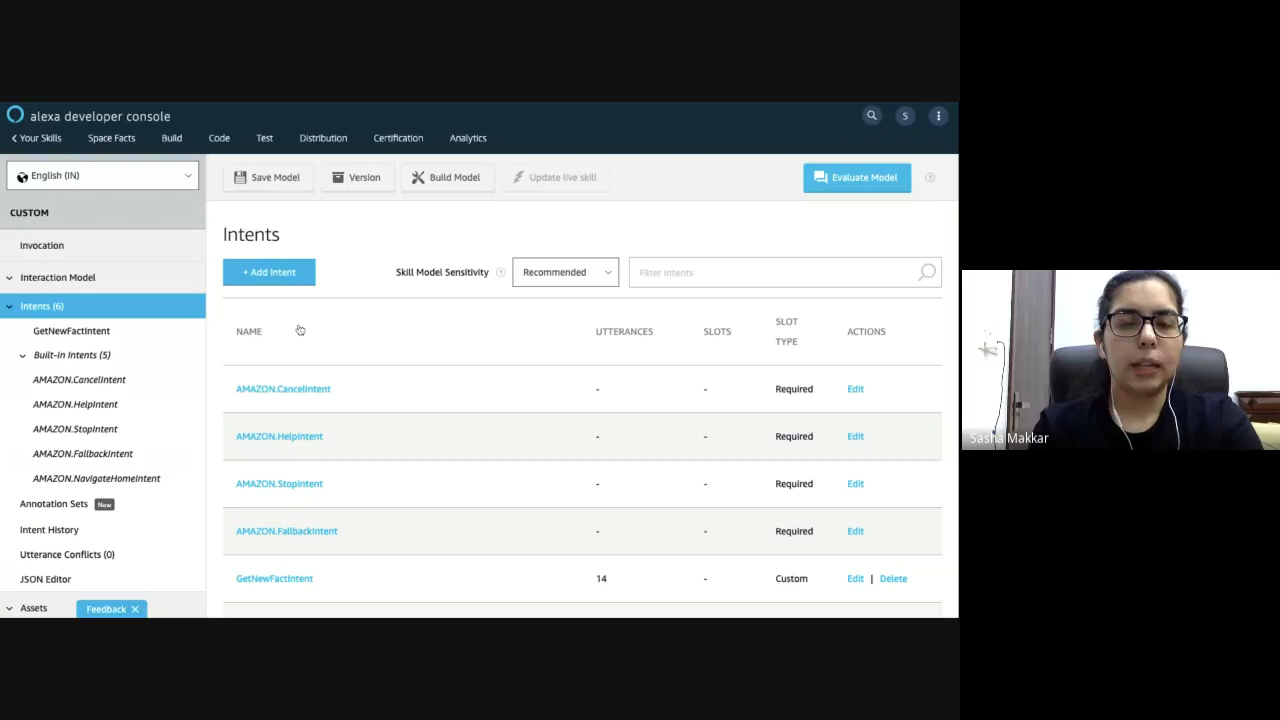 alexa developer console
S
Your Skills Space Facts Build Code Test Distribution Certification Analytics
English (IN)
Save Model Version Build Model Update live skill Evaluate Model
CUSTOM
Invocation
Interaction Model
Intents (6)
GetNewFactIntent
Built-In Intents (5)
AMAZON.CancelIntent
AMAZON.HelpIntent
AMAZON.StopIntent
AMAZON.FallbackIntent
AMAZON.NavigateHomeIntent
Annotation Sets New
Intent History
Utterance Conflicts (0)
JSON Editor
Assets
Feedback
Intents
+ Add Intent Skill Model Sensitivity Recommended Filter intents
NAME UTTERANCES SLOTS SLOT TYPE ACTIONS
AMAZON.CancelIntent - - Required Edit
AMAZON.HelpIntent - - Required Edit
AMAZON.StopIntent - - Required Edit
AMAZON.FallbackIntent - - Required Edit
GetNewFactIntent 14 - Custom Edit | Delete
Sasha Makkar